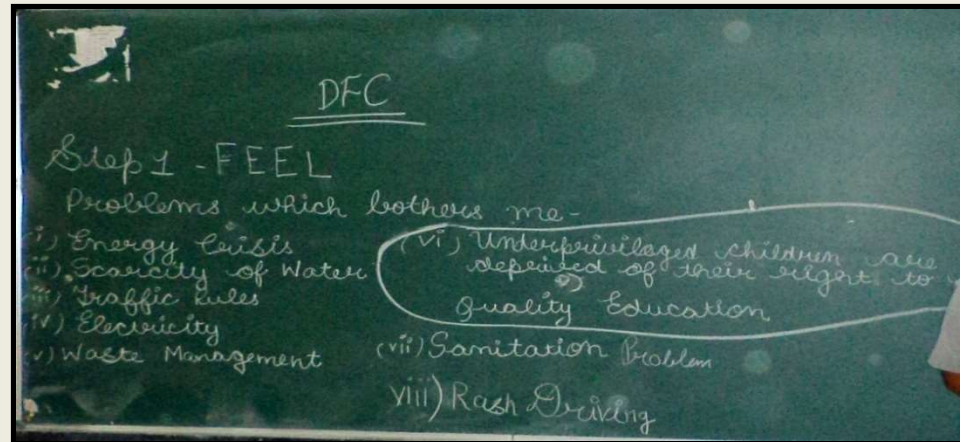 DFC
Step 1 - FEEL
Problems which bothers me-
i) Energy Crisis
ii) Scarcity of Water
iii) Traffic Rules
iv) Electricity
v) Waste Management
(vi) Underprivilaged children are
deprived of their right to
Quality Education.
(vii) Sanitation Problem
viii) Rash Driving